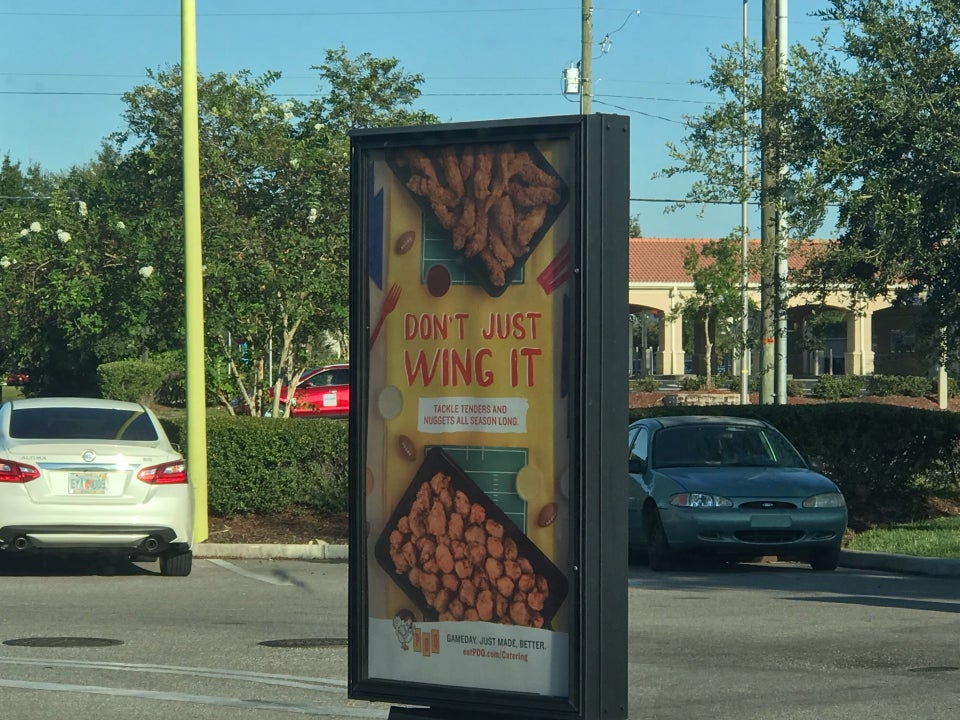 DON'T JUST
WING IT
TACKLE TENDERS AND
NUGGETS ALL SEASON LONG.
PDQ
GAMEDAY. JUST MADE, BETTER.
eatPDQ.com/Catering
ALTIMA